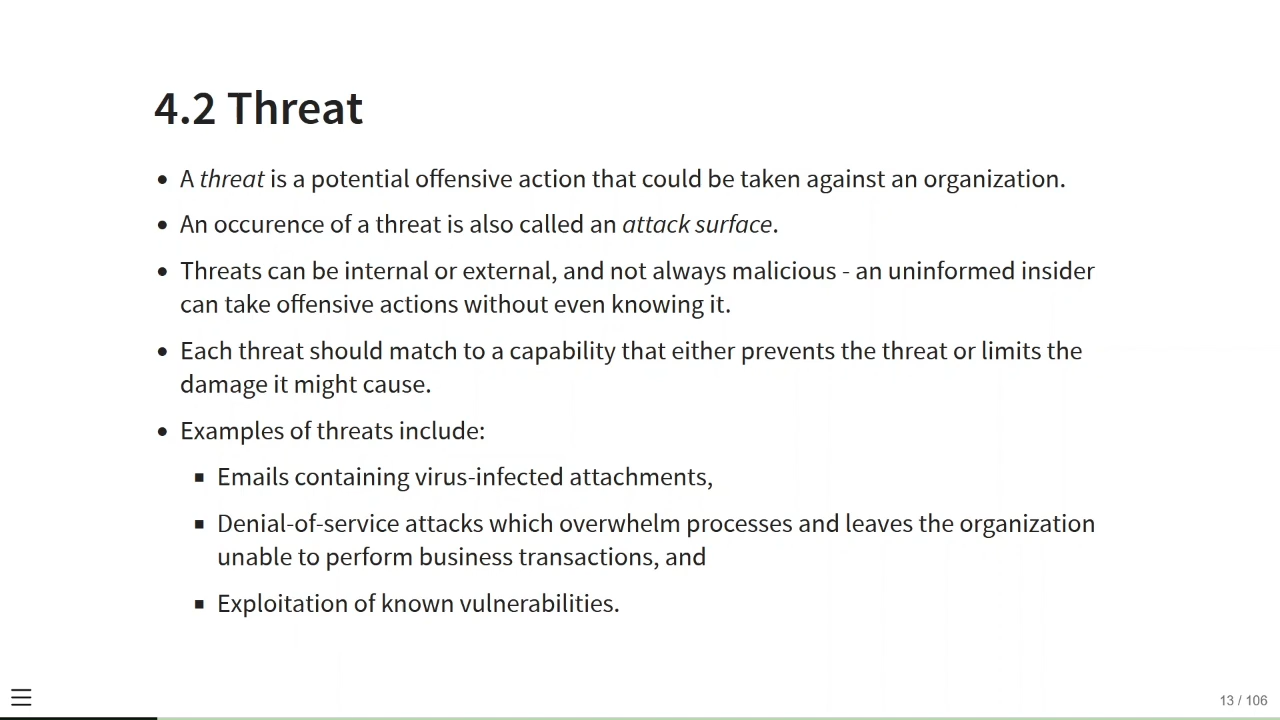 4.2 Threat
• A threat is a potential offensive action that could be taken against an organization.
• An occurence of a threat is also called an attack surface.
• Threats can be internal or external, and not always malicious - an uninformed insider
can take offensive actions without even knowing it.
• Each threat should match to a capability that either prevents the threat or limits the
damage it might cause.
• Examples of threats include:
▪ Emails containing virus-infected attachments,
▪ Denial-of-service attacks which overwhelm processes and leaves the organization
unable to perform business transactions, and
▪ Exploitation of known vulnerabilities.
13 / 106